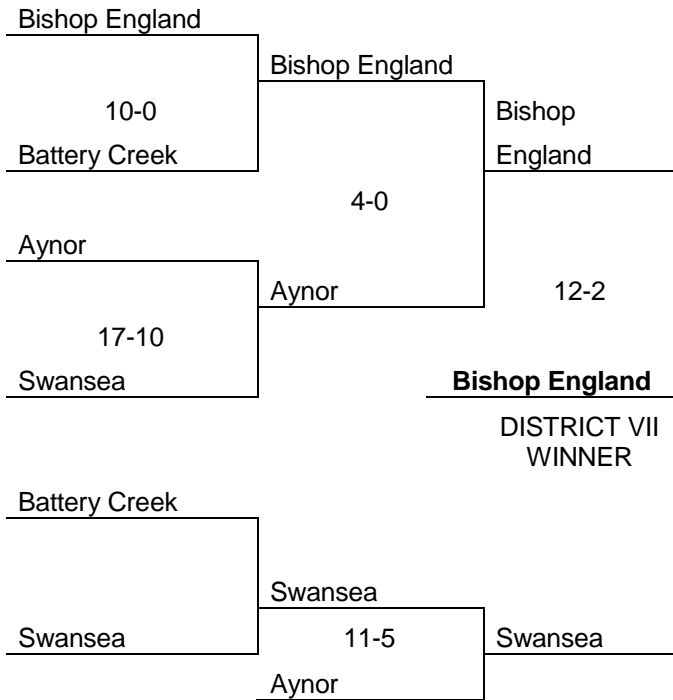 Bishop England
Bishop England
10-0
Bishop
Battery Creek
England
4-0
Aynor
Aynor
12-2
17-10
Swansea
Bishop England
DISTRICT VII
WINNER
Battery Creek
Swansea
Swansea
11-5
Swansea
Aynor